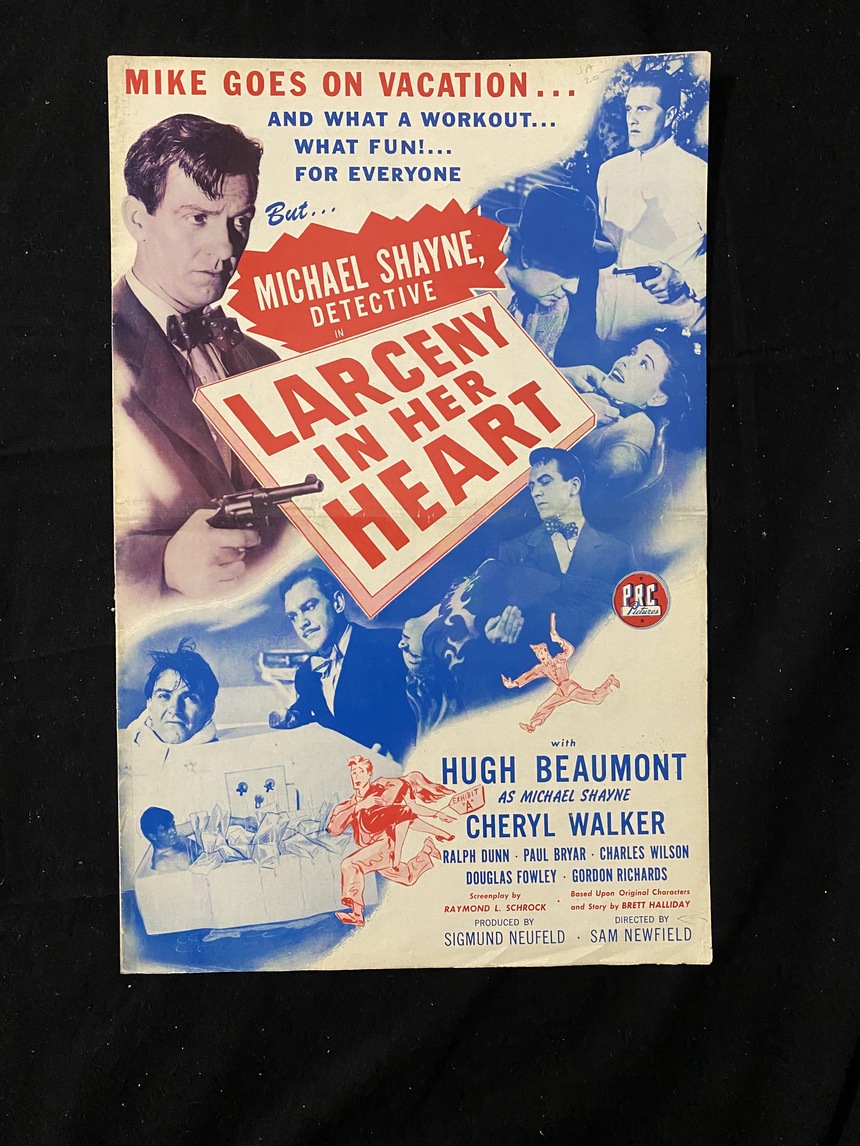 MIKE GOES ON VACATION...
AND WHAT A WORKOUT...
WHAT FUN!...
FOR EVERYONE
But...
MICHAEL SHAYNE,
DETECTIVE
IN
LARCENY
IN HER
HEART
PRC
Pictures
with
HUGH BEAUMONT
AS MICHAEL SHAYNE
EXHIBIT
"A"
CHERYL WALKER
RALPH DUNN · PAUL BRYAR · CHARLES WILSON
DOUGLAS FOWLEY · GORDON RICHARDS
Screenplay by
RAYMOND L. SCHROCK
Based Upon Original Characters
and Story by BRETT HALLIDAY
PRODUCED BY
SIGMUND NEUFELD ·
DIRECTED BY
SAM NEWFIELD